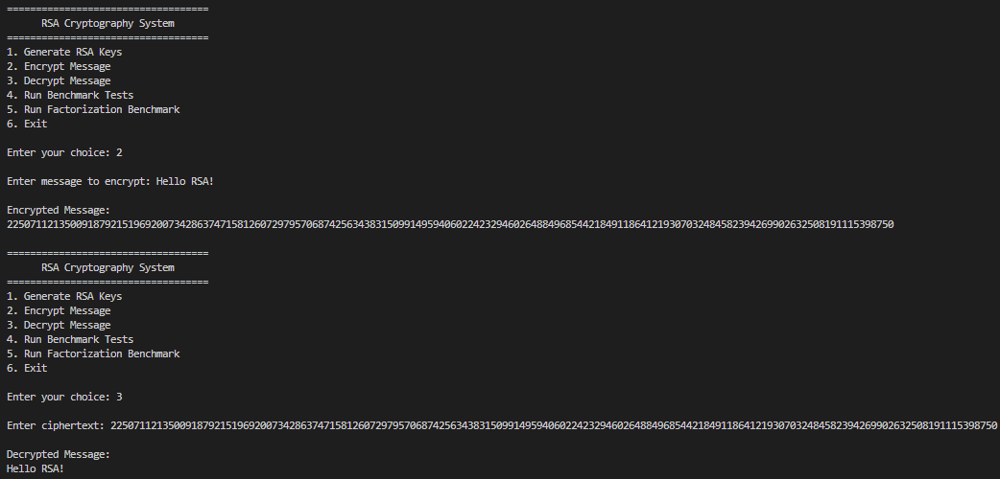 ===================================
RSA Cryptography System
===================================
1. Generate RSA Keys
2. Encrypt Message
3. Decrypt Message
4. Run Benchmark Tests
5. Run Factorization Benchmark
6. Exit
Enter your choice: 2
Enter message to encrypt: Hello RSA!
Encrypted Message:
2250711213500918792151969200734286374715812607297957068742563438315099149594060224232946026488496854421849118641219307032484582394269902632508191115398750
===================================
RSA Cryptography System
===================================
1. Generate RSA Keys
2. Encrypt Message
3. Decrypt Message
4. Run Benchmark Tests
5. Run Factorization Benchmark
6. Exit
Enter your choice: 3
Enter ciphertext: 2250711213500918792151969200734286374715812607297957068742563438315099149594060224232946026488496854421849118641219307032484582394269902632508191115398750
Decrypted Message:
Hello RSA!